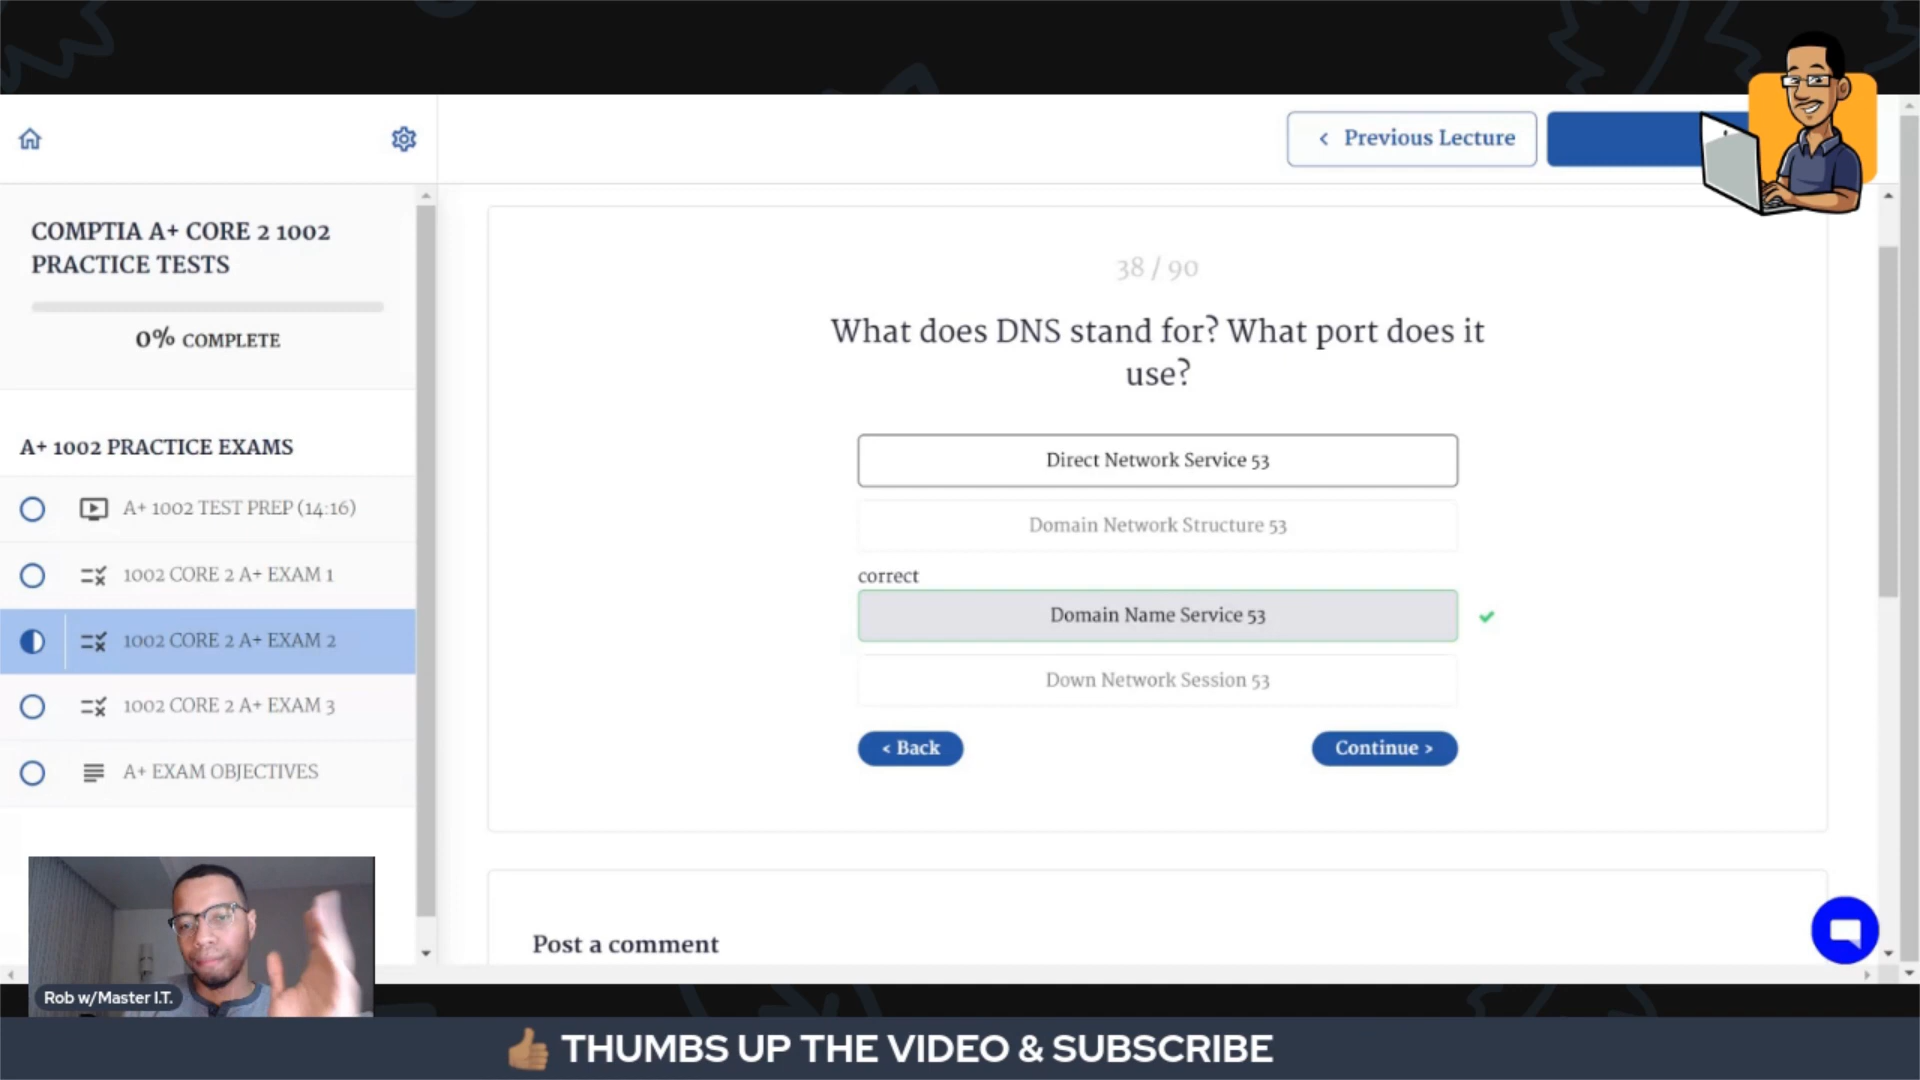 < Previous Lecture
COMPTIA A+ CORE 2 1002
PRACTICE TESTS
0% COMPLETE
A+ 1002 PRACTICE EXAMS
A+ 1002 TEST PREP (14:16)
1002 CORE 2 A+ EXAM 1
1002 CORE 2 A+ EXAM 2
1002 CORE 2 A+ EXAM 3
A+ EXAM OBJECTIVES
38 / 90
What does DNS stand for? What port does it
use?
Direct Network Service 53
Domain Network Structure 53
correct
Domain Name Service 53
Down Network Session 53
< Back
Continue >
Post a comment
Rob w/Master I.T.
THUMBS UP THE VIDEO & SUBSCRIBE